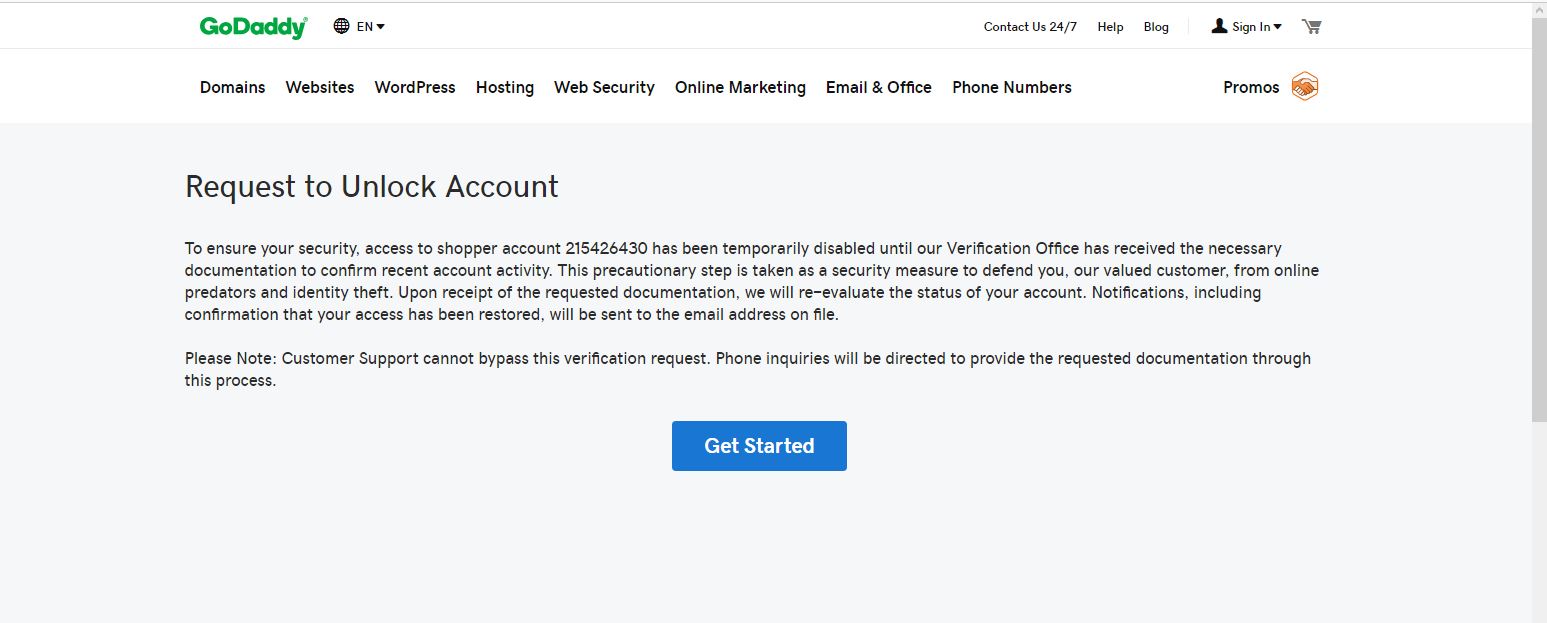 GoDaddy® EN
Contact Us 24/7 Help Blog Sign In
Domains Websites WordPress Hosting Web Security Online Marketing Email & Office Phone Numbers Promos
Request to Unlock Account
To ensure your security, access to shopper account 215426430 has been temporarily disabled until our Verification Office has received the necessary
documentation to confirm recent account activity. This precautionary step is taken as a security measure to defend you, our valued customer, from online
predators and identity theft. Upon receipt of the requested documentation, we will re-evaluate the status of your account. Notifications, including
confirmation that your access has been restored, will be sent to the email address on file.
Please Note: Customer Support cannot bypass this verification request. Phone inquiries will be directed to provide the requested documentation through
this process.
Get Started